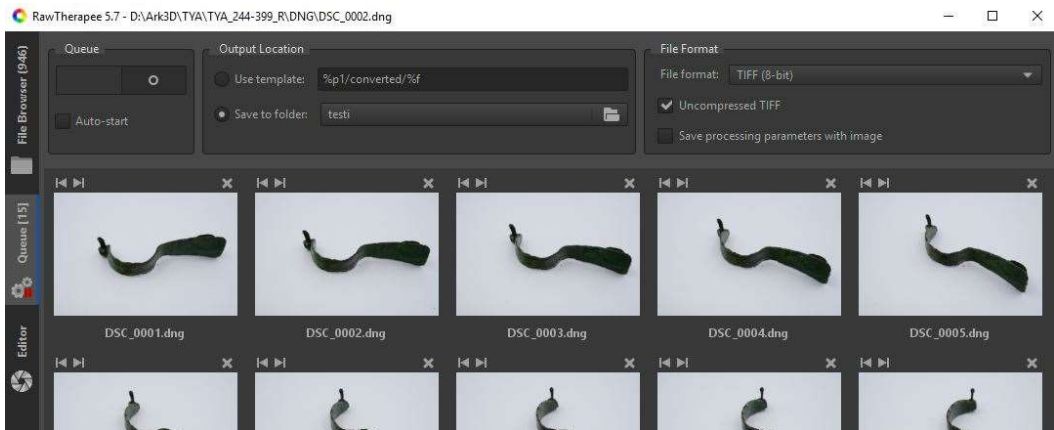 RawTherapee 5.7 - D:\Ark3D\TYA\TYA_244-399_R\DNG\DSC_0002.dng
File Browser (946)
Queue [15]
Editor
Queue
Auto-start
Output Location
Use template: %p1/converted/%f
Save to folder: testi
File Format
File format: TIFF (8-bit)
Uncompressed TIFF
Save processing parameters with image
DSC_0001.dng DSC_0002.dng DSC_0003.dng DSC_0004.dng DSC_0005.dng